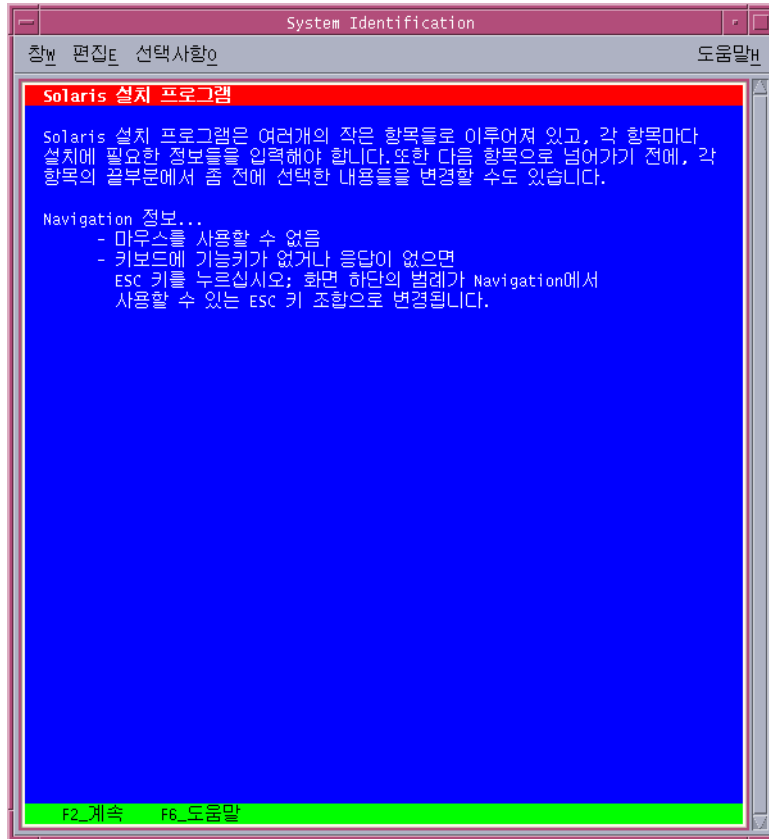 System Identification
창W 편집E 선택사항O 도움말H
Solaris 설치 프로그램
Solaris 설치 프로그램은 여러개의 작은 항목들로 이루어져 있고, 각 항목마다
설치에 필요한 정보들을 입력해야 합니다.또한 다음 항목으로 넘어가기 전에, 각
항목의 끝부분에서 좀 전에 선택한 내용들을 변경할 수도 있습니다.
Navigation 정보...
- 마우스를 사용할 수 없음
- 키보드에 기능키가 없거나 응답이 없으면
ESC 키를 누르십시오; 화면 하단의 범례가 Navigation에서
사용할 수 있는 ESC 키 조합으로 변경됩니다.
F2_계속 F6_도움말